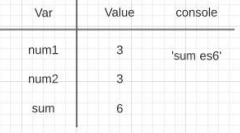 Var Value console
num1 3 'sum es6'
num2 3
sum 6